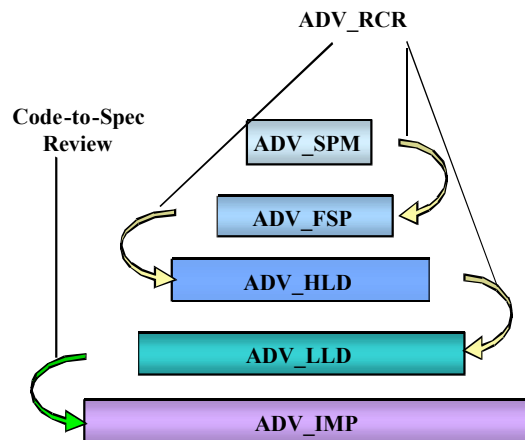 ADV_RCR
Code-to-Spec
Review
ADV_SPM
ADV_FSP
ADV_HLD
ADV_LLD
ADV_IMP